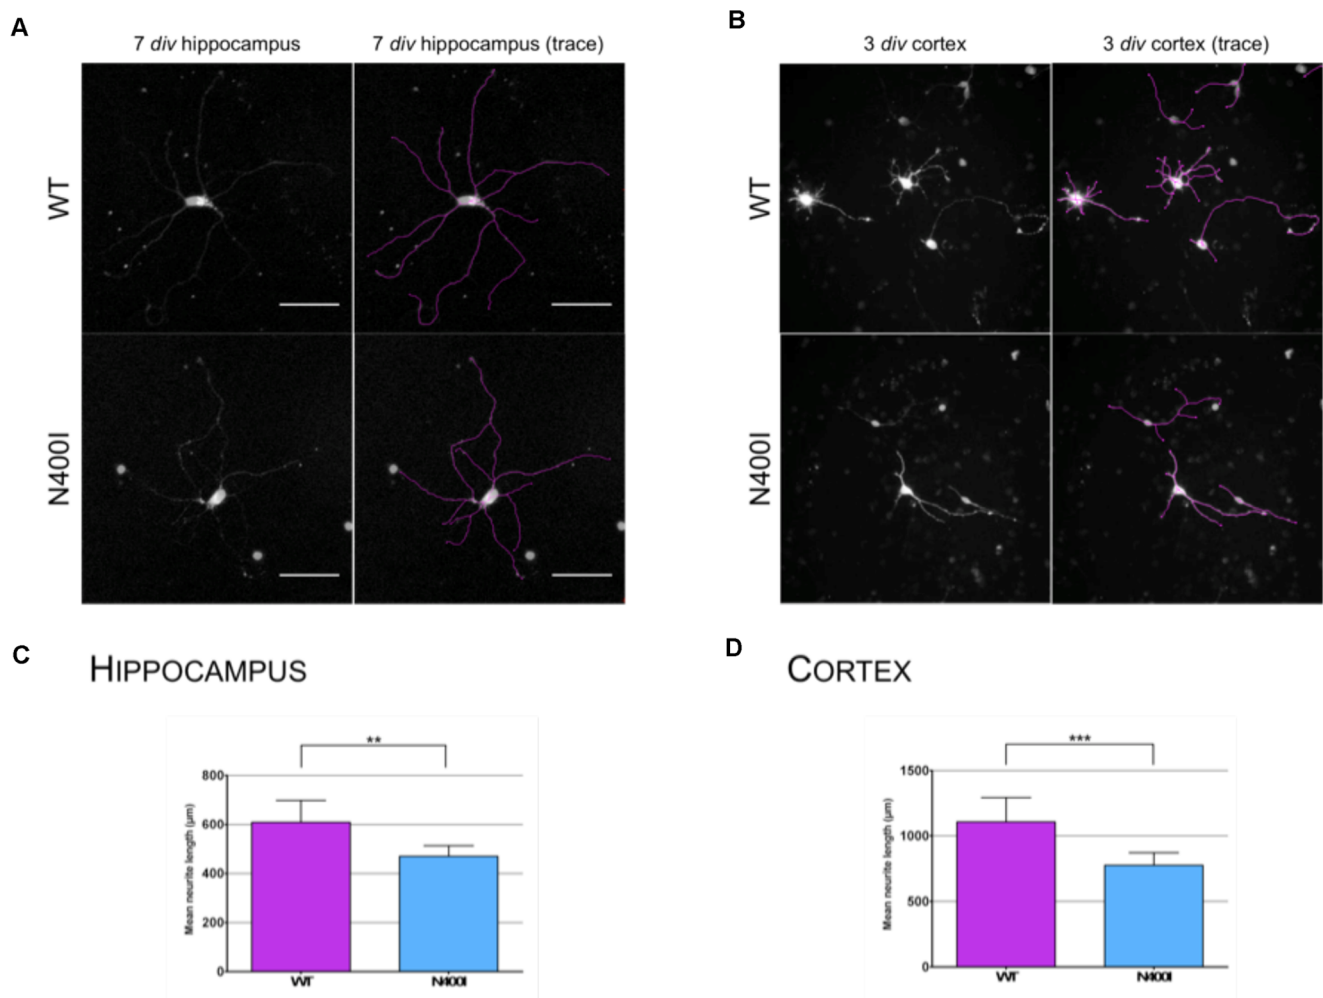 A
7 div hippocampus
7 div hippocampus (trace)
WT
N400I
B
3 div cortex
3 div cortex (trace)
WT
N400I
C
HIPPOCAMPUS
**
Mean neurite length (μm)
800
600
400
200
0
WT
N400I
D
CORTEX
***
Mean neurite length (μm)
1500
1000
500
0
WT
N400I